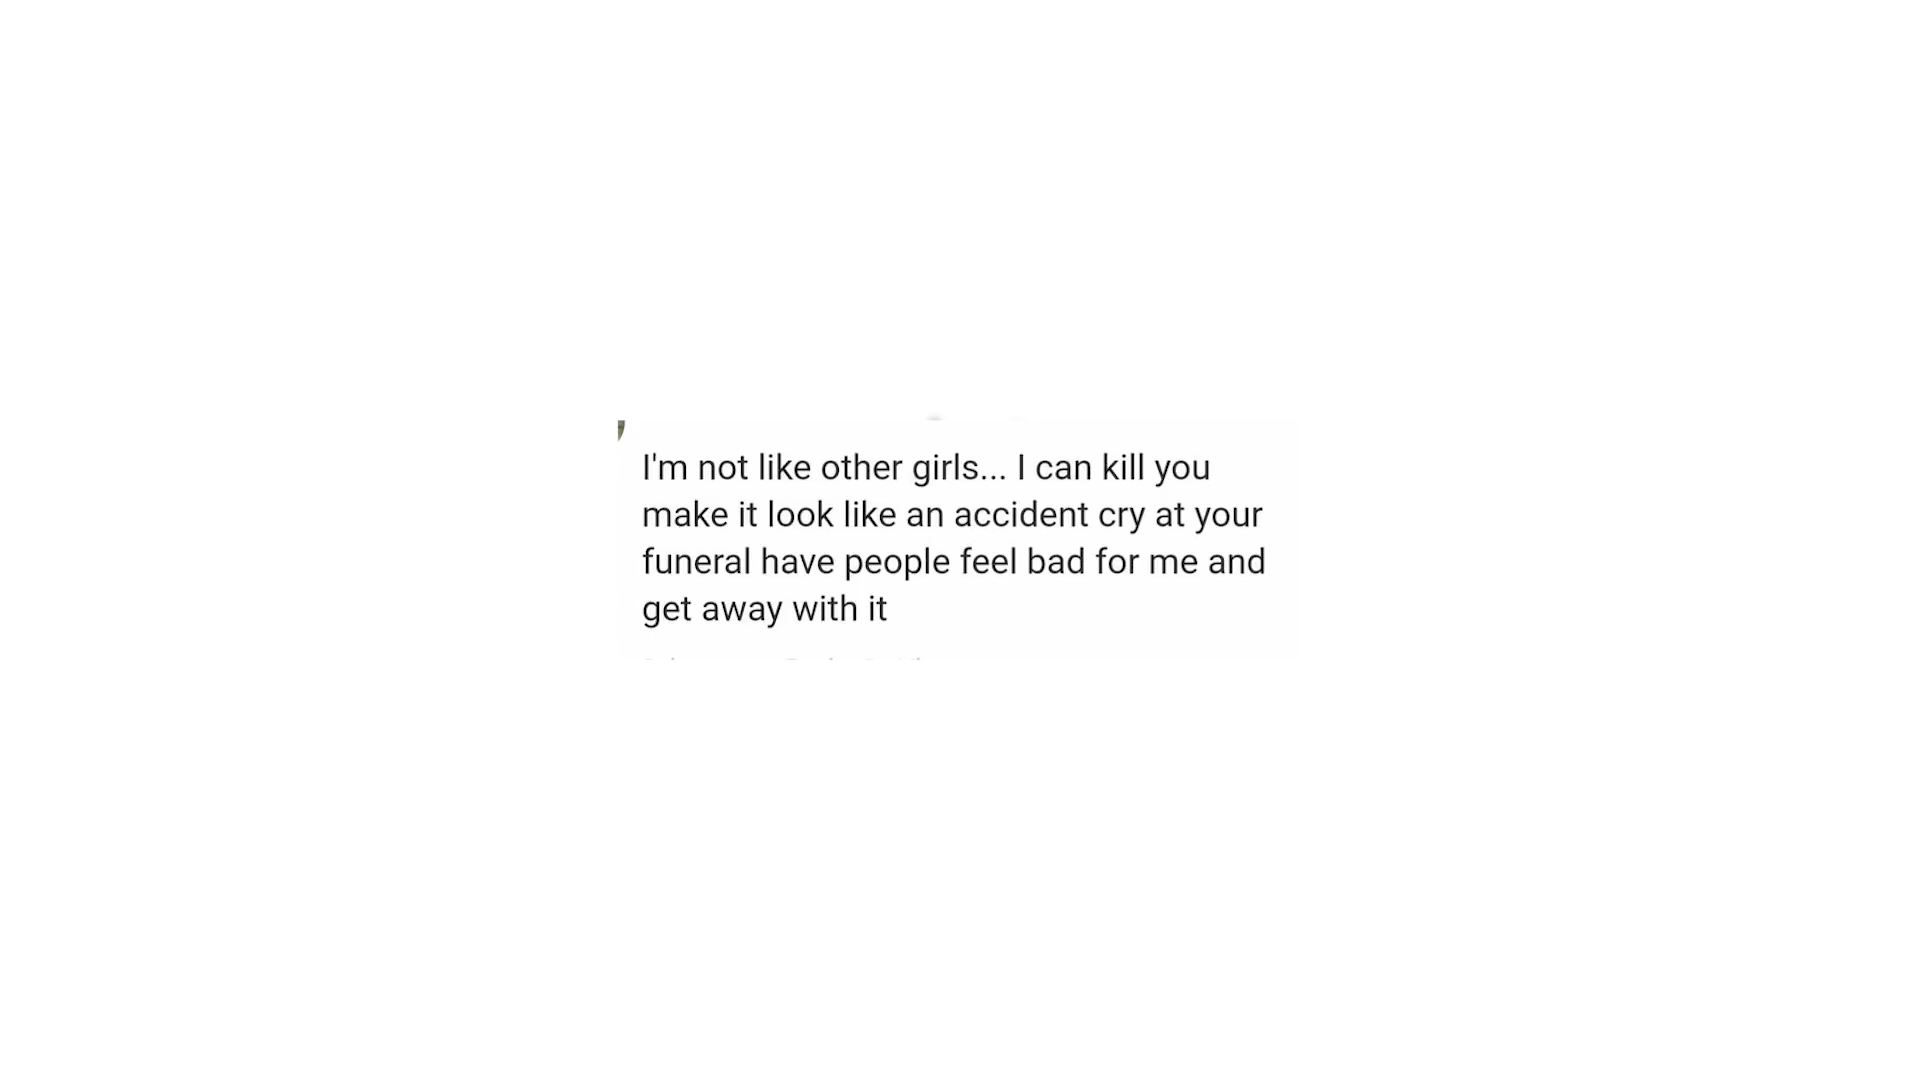 I'm not like other girls... I can kill you
make it look like an accident cry at your
funeral have people feel bad for me and
get away with it